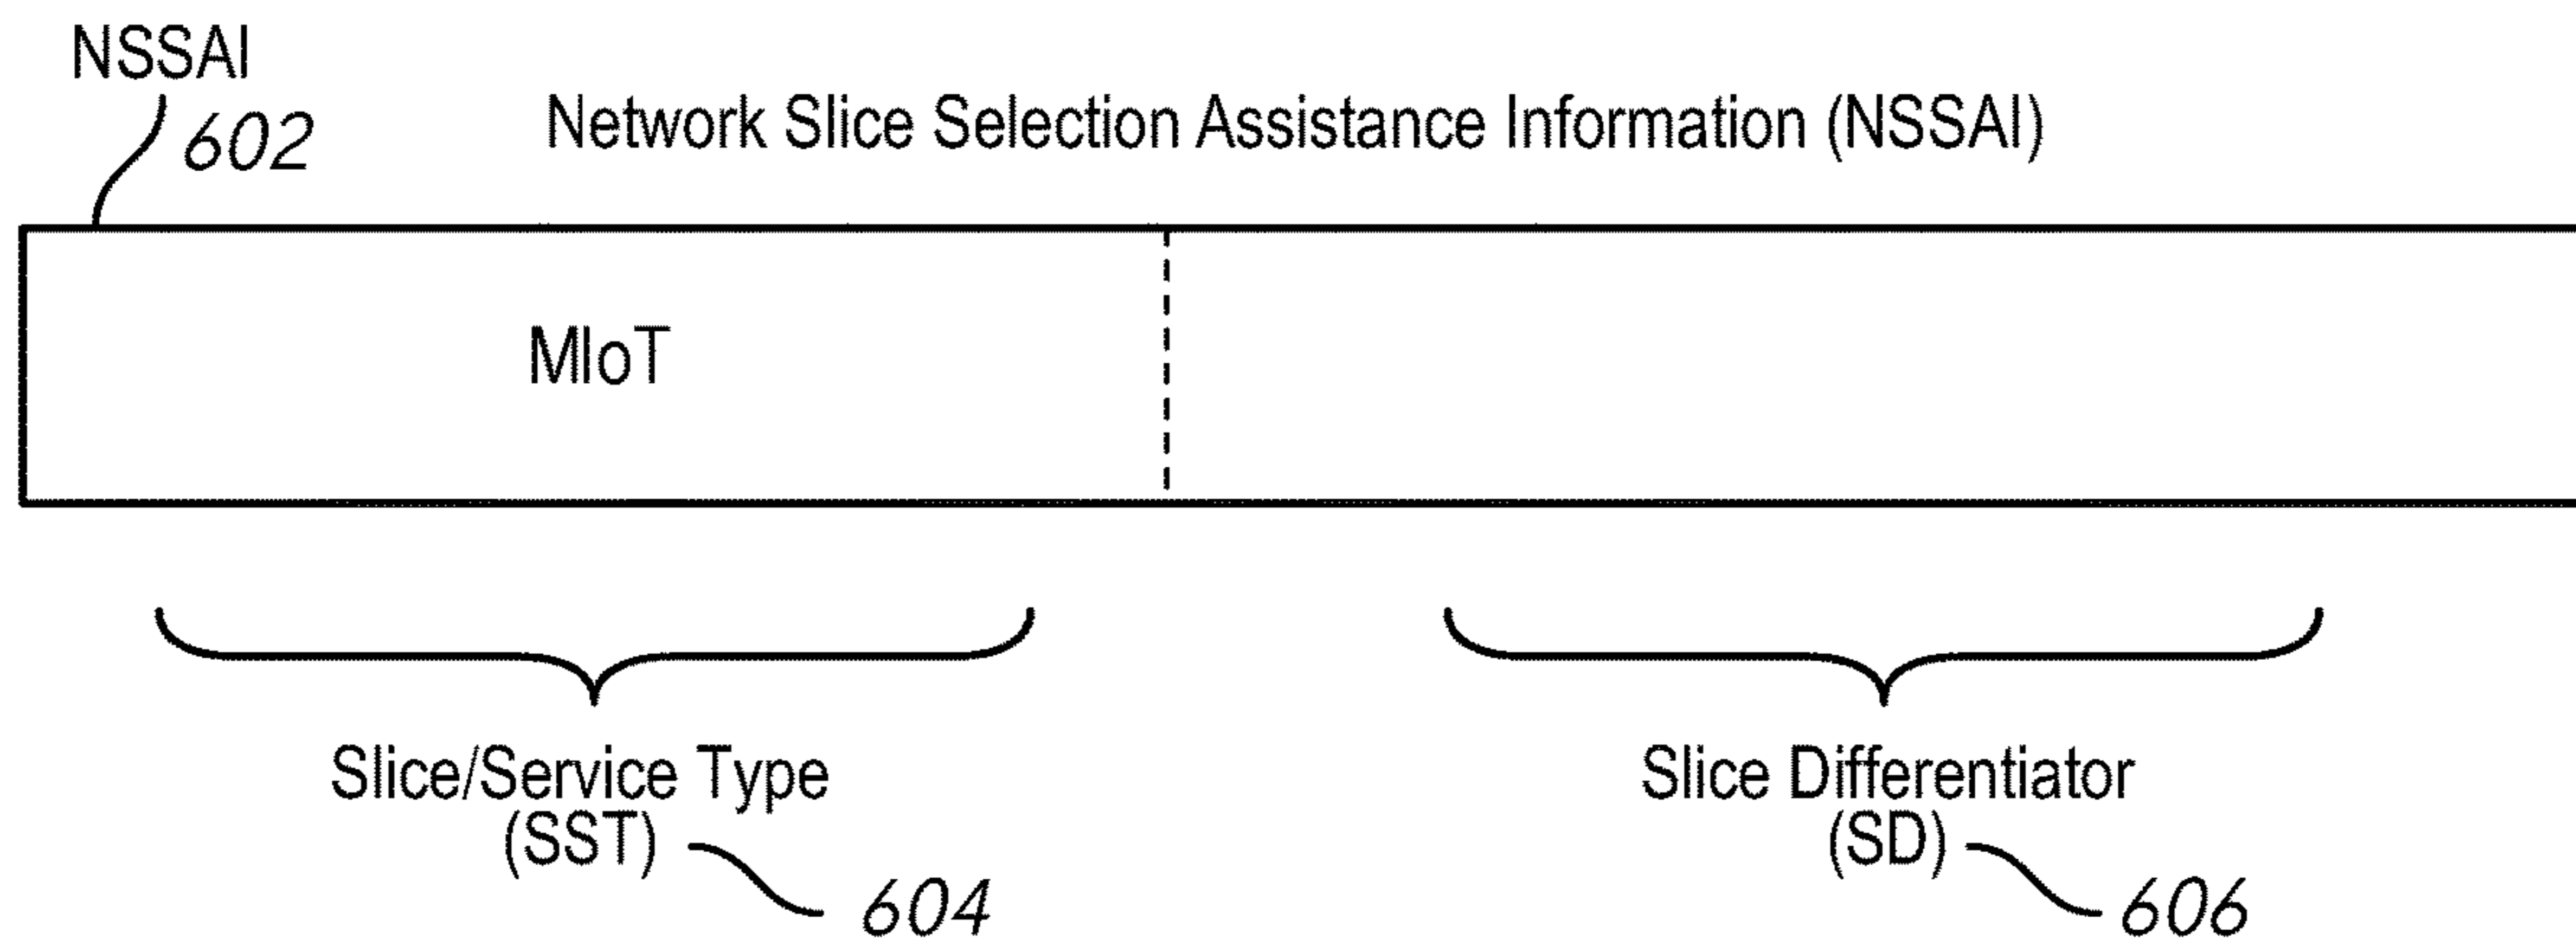 NSSAI
602
Network Slice Selection Assistance Information (NSSAI)
MIoT
Slice/Service Type
(SST)
604
Slice Differentiator
(SD)
606